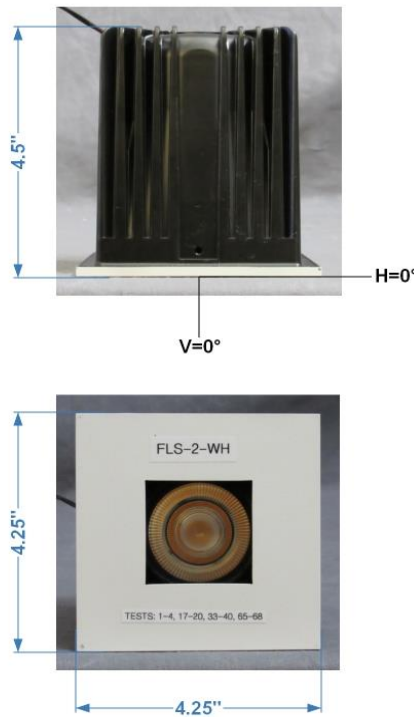 4.5"
H=0°
V=0°
4.25"
FLS-2-WH
TESTS: 1-4, 17-20, 33-40, 65-68
4.25"